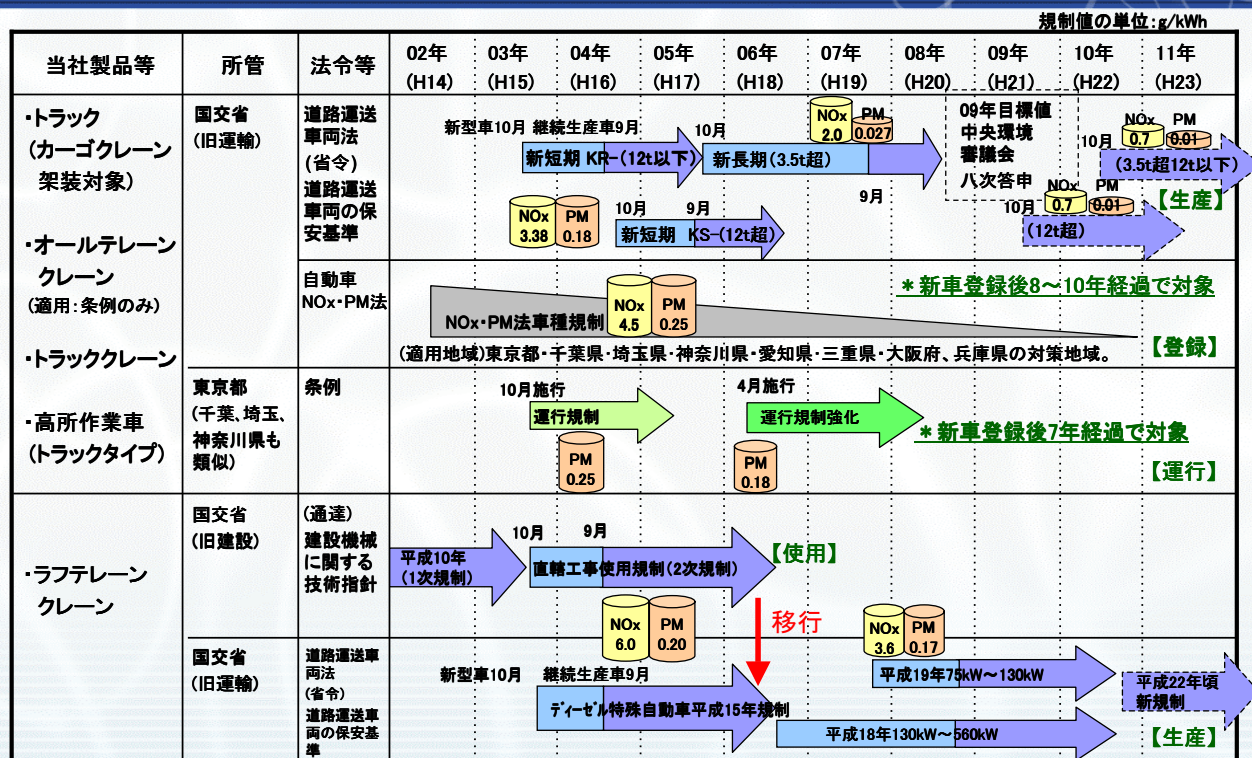 規制値の単位:g/kWh
当社製品等
所管
法令等
02年
(H14)
03年
(H15)
04年
(H16)
05年
(H17)
06年
(H18)
07年
(H19)
08年
(H20)
09年
(H21)
10年
(H22)
11年
(H23)
・トラック
(カーゴクレーン
架装対象)
・オールテレーン
クレーン
(適用:条例のみ)
・トラッククレーン
・高所作業車
(トラックタイプ)
国交省
(旧運輸)
道路運送
車両法
(省令)
道路運送
車両の保
安基準
新型車10月 継続生産車9月
新短期 KR-(12t以下)
10月
新長期(3.5t超)
9月
NOx
2.0
PM
0.027
09年目標値
中央環境
審議会
八次答申
10月
NOx
0.7
PM
0.01
(3.5t超12t以下)
【生産】
NOx
3.38
PM
0.18
10月
9月
新短期 KS-(12t超)
10月
NOx
0.7
PM
0.01
(12t超)
自動車
NOx・PM法
NOx・PM法車種規制
NOx
4.5
PM
0.25
*新車登録後8~10年経過で対象
(適用地域)東京都・千葉県・埼玉県・神奈川県・愛知県・三重県・大阪府、兵庫県の対策地域。
【登録】
東京都
(千葉、埼玉、
神奈川県も
類似)
条例
10月施行
運行規制
PM
0.25
4月施行
運行規制強化
PM
0.18
*新車登録後7年経過で対象
【運行】
・ラフテレーン
クレーン
国交省
(旧建設)
(通達)
建設機械
に関する
技術指針
平成10年
(1次規制)
10月
9月
直轄工事使用規制(2次規制)
【使用】
NOx
6.0
PM
0.20
移行
NOx
3.6
PM
0.17
国交省
(旧運輸)
道路運送車
両法
(省令)
道路運送車
両の保安基
準
新型車10月
継続生産車9月
ディーゼル特殊自動車平成15年規制
平成19年75kW~130kW
平成18年130kW~560kW
平成22年頃
新規制
【生産】